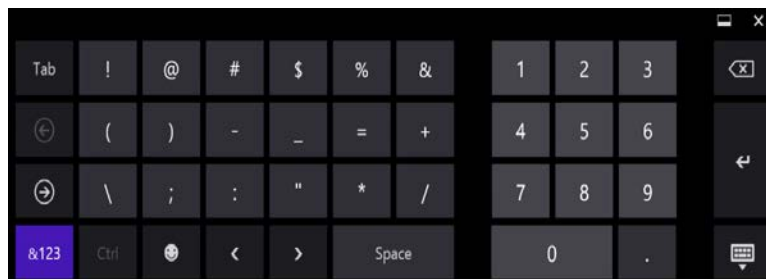 Tab ! @ # $ % & 1 2 3
( ) - _ = + 4 5 6
\ ; : " * / 7 8 9
&123 Ctrl < > Space 0 .